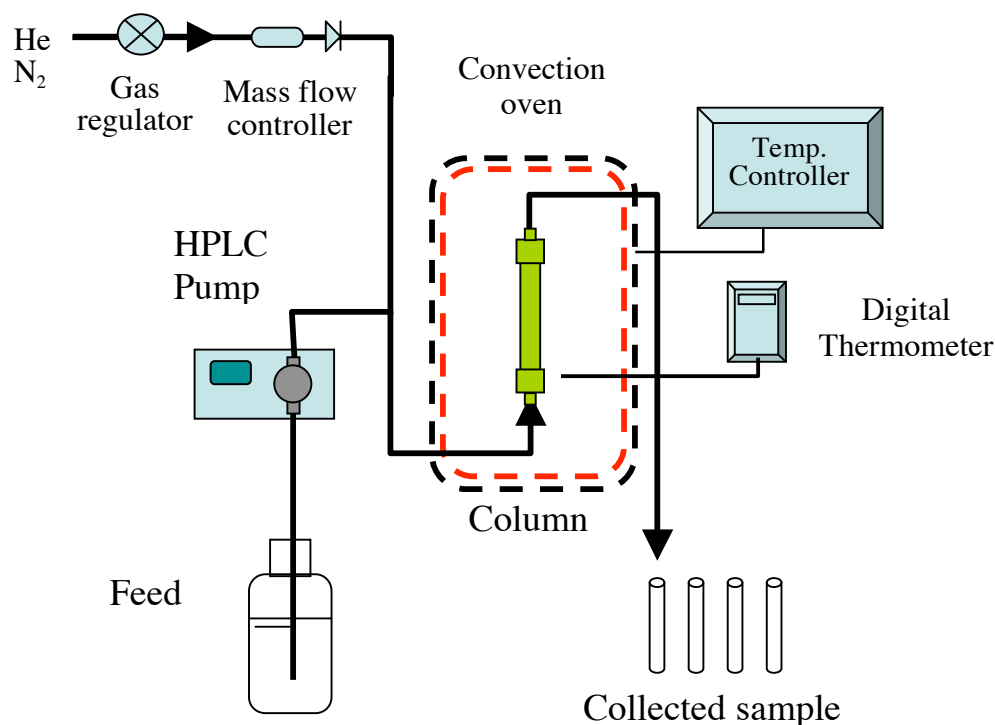 He
N₂
Gas
regulator
Mass flow
controller
Convection
oven
Temp.
Controller
HPLC
Pump
Digital
Thermometer
Column
Feed
Collected sample